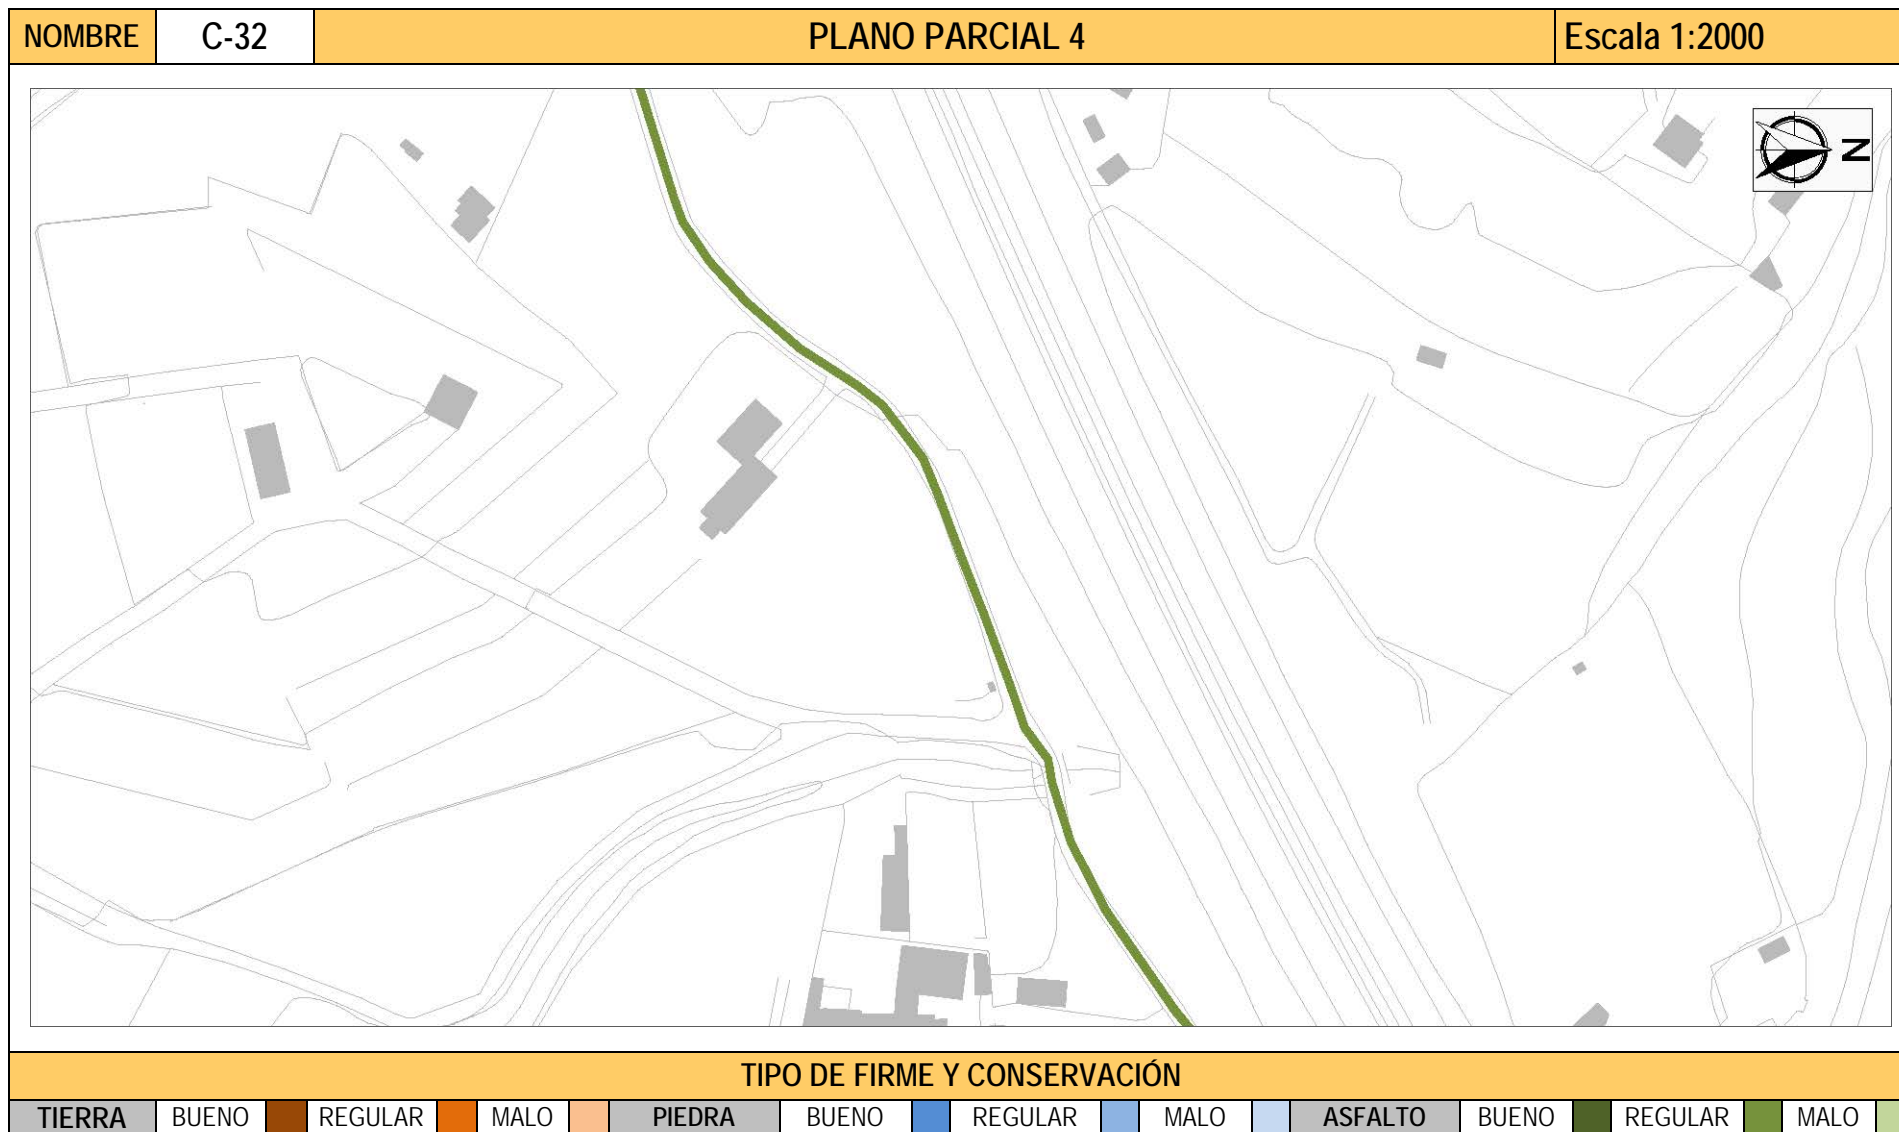 NOMBRE C-32 PLANO PARCIAL 4 Escala 1:2000
N
TIPO DE FIRME Y CONSERVACIÓN
TIERRA BUENO REGULAR MALO PIEDRA BUENO REGULAR MALO ASFALTO BUENO REGULAR MALO